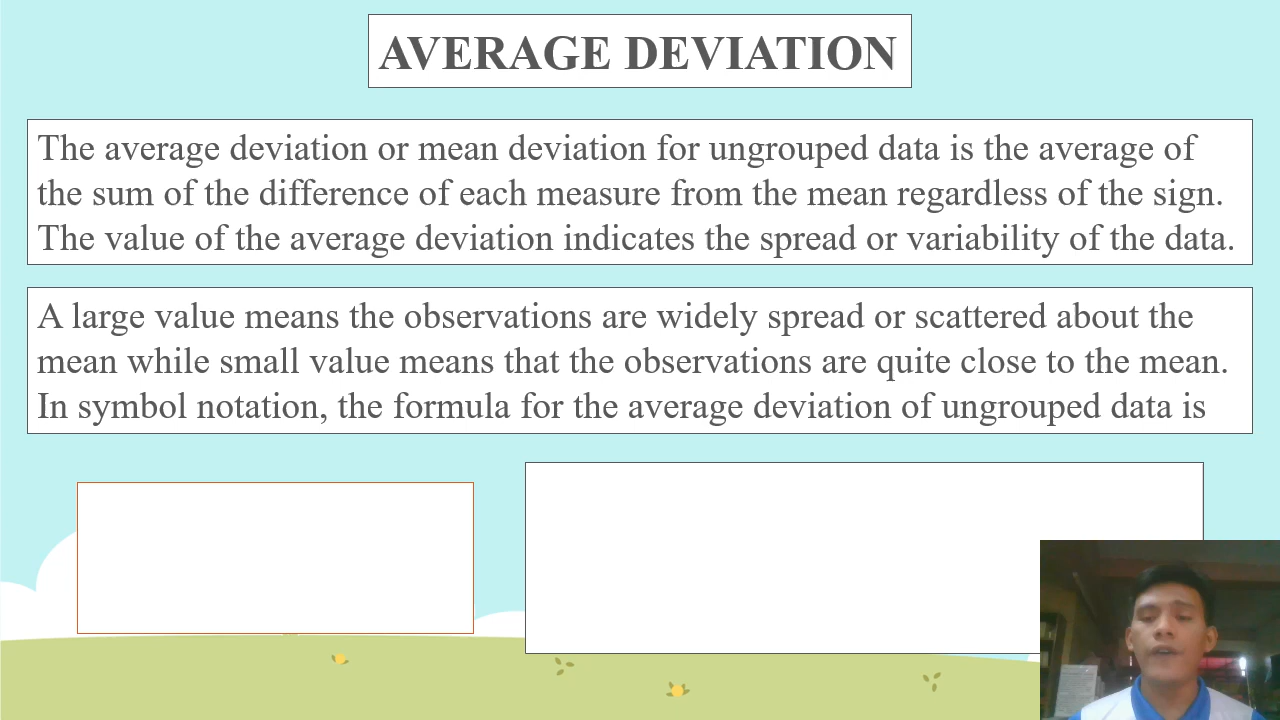 AVERAGE DEVIATION
The average deviation or mean deviation for ungrouped data is the average of
the sum of the difference of each measure from the mean regardless of the sign.
The value of the average deviation indicates the spread or variability of the data.
A large value means the observations are widely spread or scattered about the
mean while small value means that the observations are quite close to the mean.
In symbol notation, the formula for the average deviation of ungrouped data is